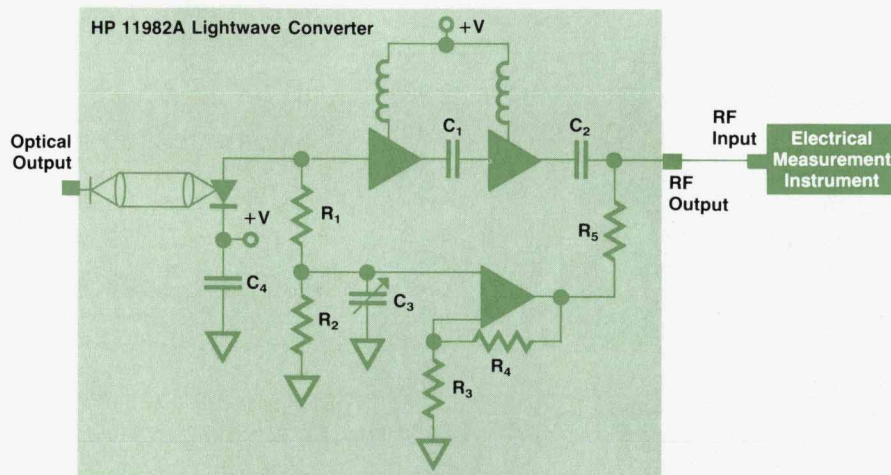 HP 11982A Lightwave Converter
+V
Optical
Output
C1
C2
RF
Input
Electrical
Measurement
Instrument
RF
Output
+V
R1
R5
C4
C3
R2
R4
R3